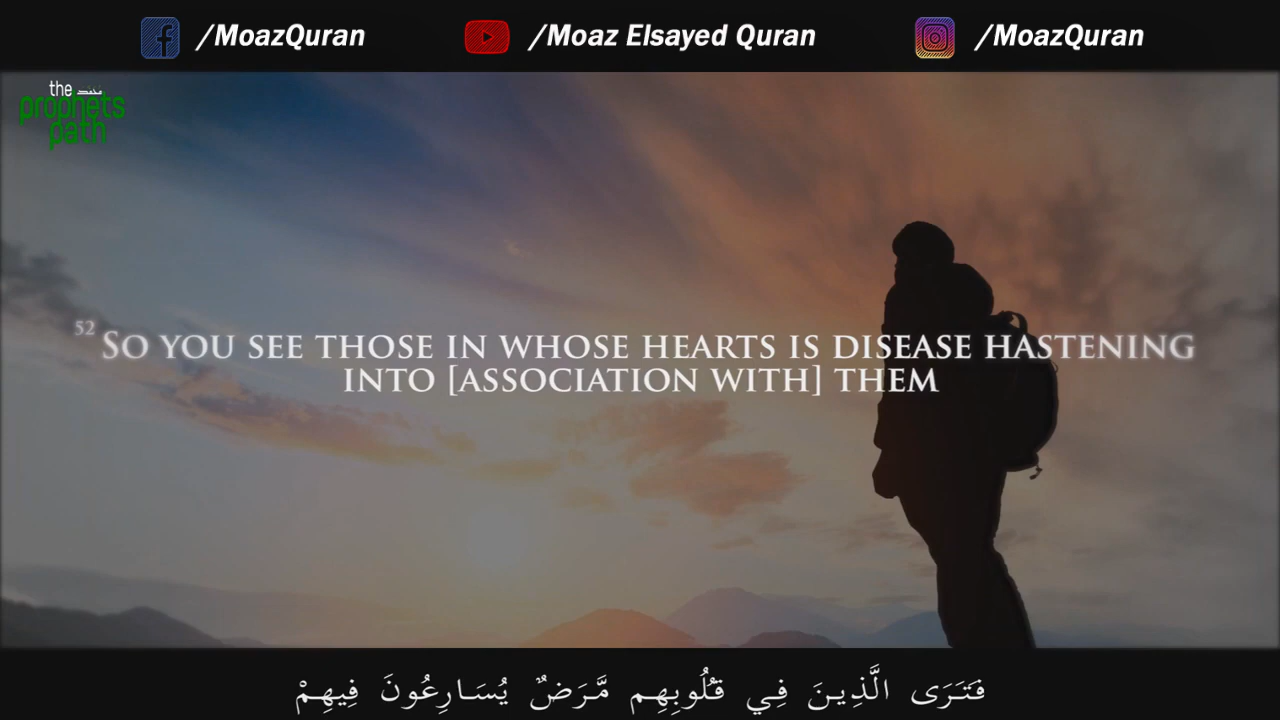 /MoazQuran
/Moaz Elsayed Quran
/MoazQuran
the محمد
prophets
path
52 So you see those in whose hearts is disease hastening
into [association with] them
فَتَرَى الَّذِينَ فِي قُلُوبِهِم مَّرَضٌ يُسَارِعُونَ فِيهِمْ